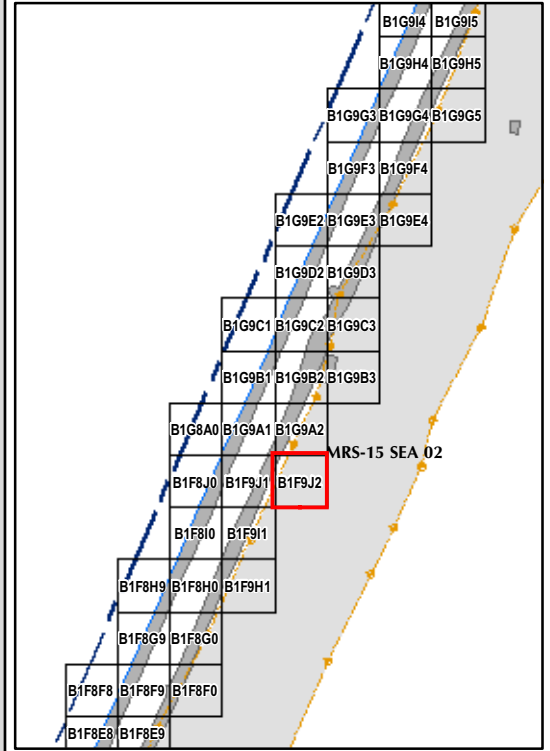 B1G9I4 B1G9I5
B1G9H4 B1G9H5
B1G9G3 B1G9G4 B1G9G5
B1G9F3 B1G9F4
B1G9E2 B1G9E3 B1G9E4
B1G9D2 B1G9D3
B1G9C1 B1G9C2 B1G9C3
B1G9B1 B1G9B2 B1G9B3
B1G8A0 B1G9A1 B1G9A2
MRS-15 SEA 02
B1F8J0 B1F9J1 B1F9J2
B1F8I0 B1F9I1
B1F8H9 B1F8H0 B1F9H1
B1F8G9 B1F8G0
B1F8F8 B1F8F9 B1F8F0
B1F8E8 B1F8E9